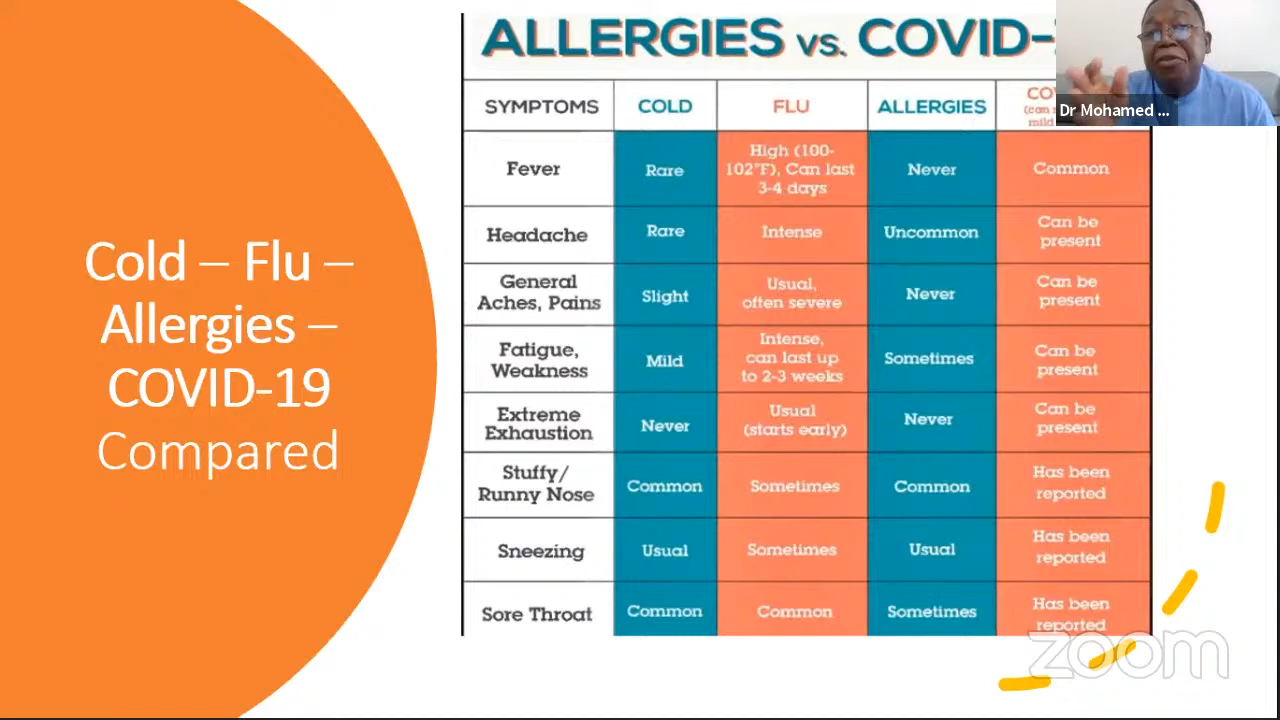 Cold – Flu –
Allergies –
COVID-19
Compared
ALLERGIES vs. COVID-
SYMPTOMS COLD FLU ALLERGIES
Fever Rare High (100-
102°F), Can last
3-4 days Never Common
Headache Rare Intense Uncommon Can be
present
General
Aches, Pains Slight Usual,
often severe Never Can be
present
Fatigue,
Weakness Mild Intense,
can last up
to 2-3 weeks Sometimes Can be
present
Extreme
Exhaustion Never Usual
(starts early) Never Can be
present
Stuffy/
Runny Nose Common Sometimes Common Has been
reported
Sneezing Usual Sometimes Usual Has been
reported
Sore Throat Common Common Sometimes Has been
reported
Dr Mohamed ...
zoom